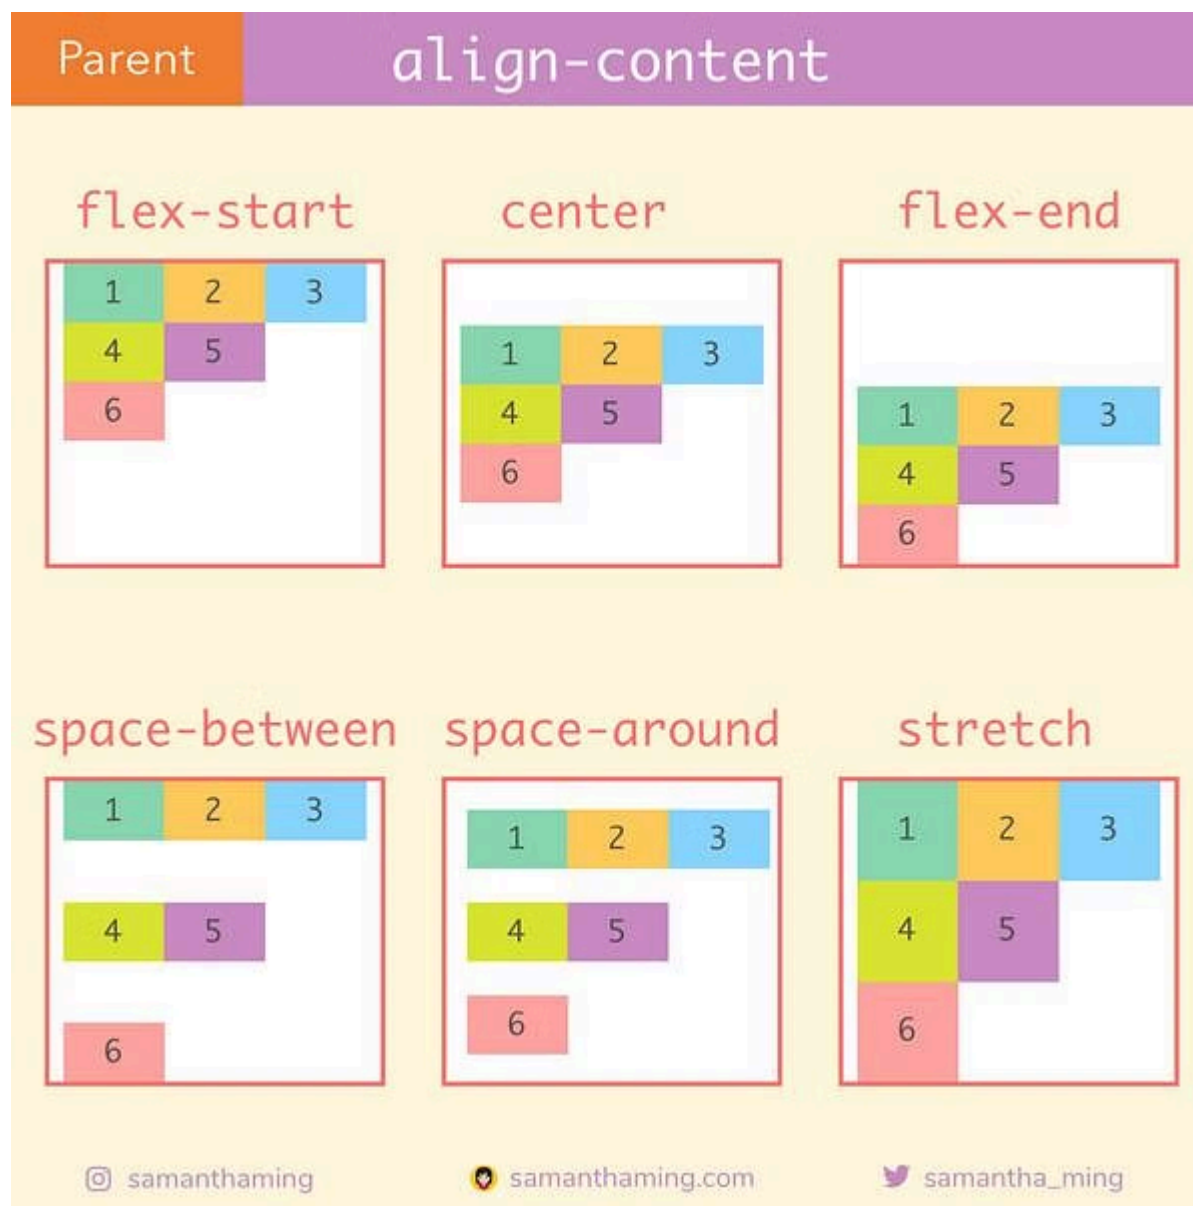 Parent
align-content
flex-start
center
flex-end
1 2 3
4 5
6
1 2 3
4 5
6
1 2 3
4 5
6
space-between
space-around
stretch
1 2 3
4 5
6
1 2 3
4 5
6
1 2 3
4 5
6
samanthaming
samanthaming.com
samantha_ming